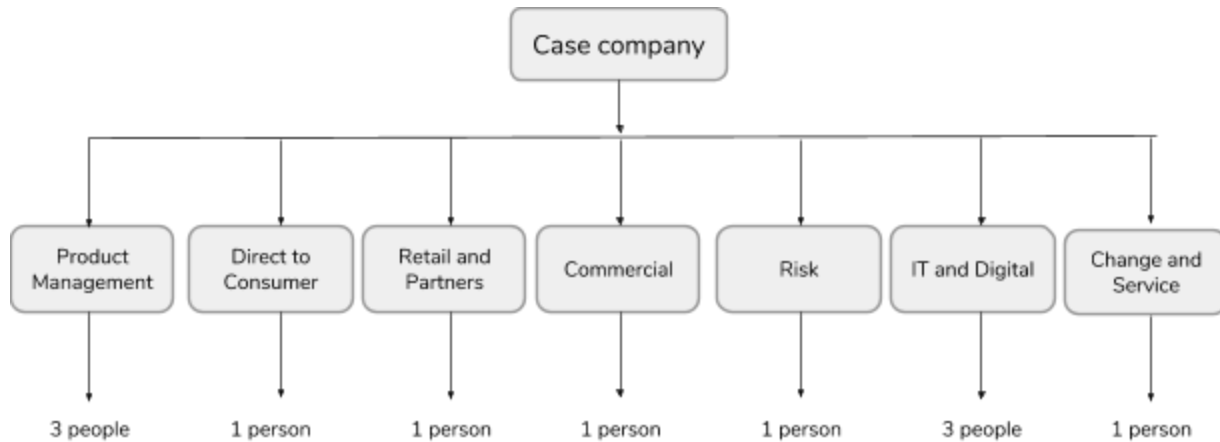 Case company
Product
Management
Direct to
Consumer
Retail and
Partners
Commercial
Risk
IT and Digital
Change and
Service
3 people
1 person
1 person
1 person
1 person
3 people
1 person